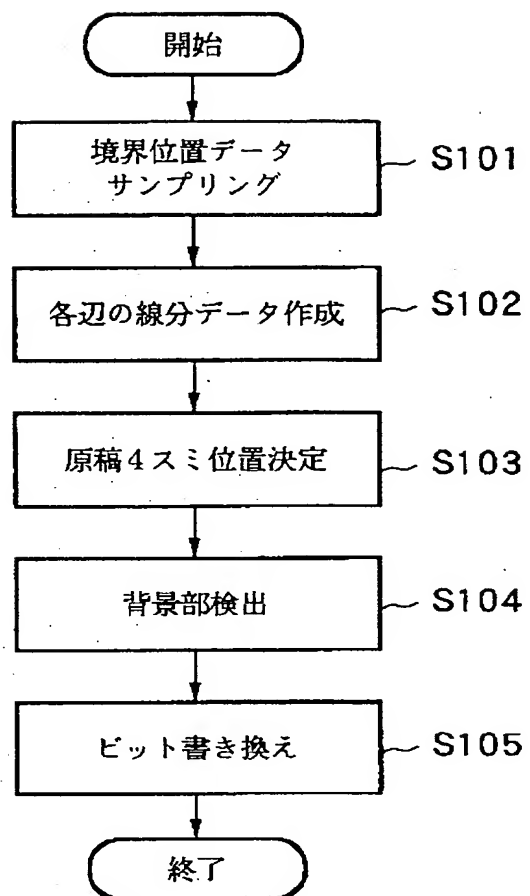 開始
境界位置データ
サンプリング
S101
各辺の線分データ作成
S102
原稿4スミ位置決定
S103
背景部検出
S104
ビット書き換え
S105
終了